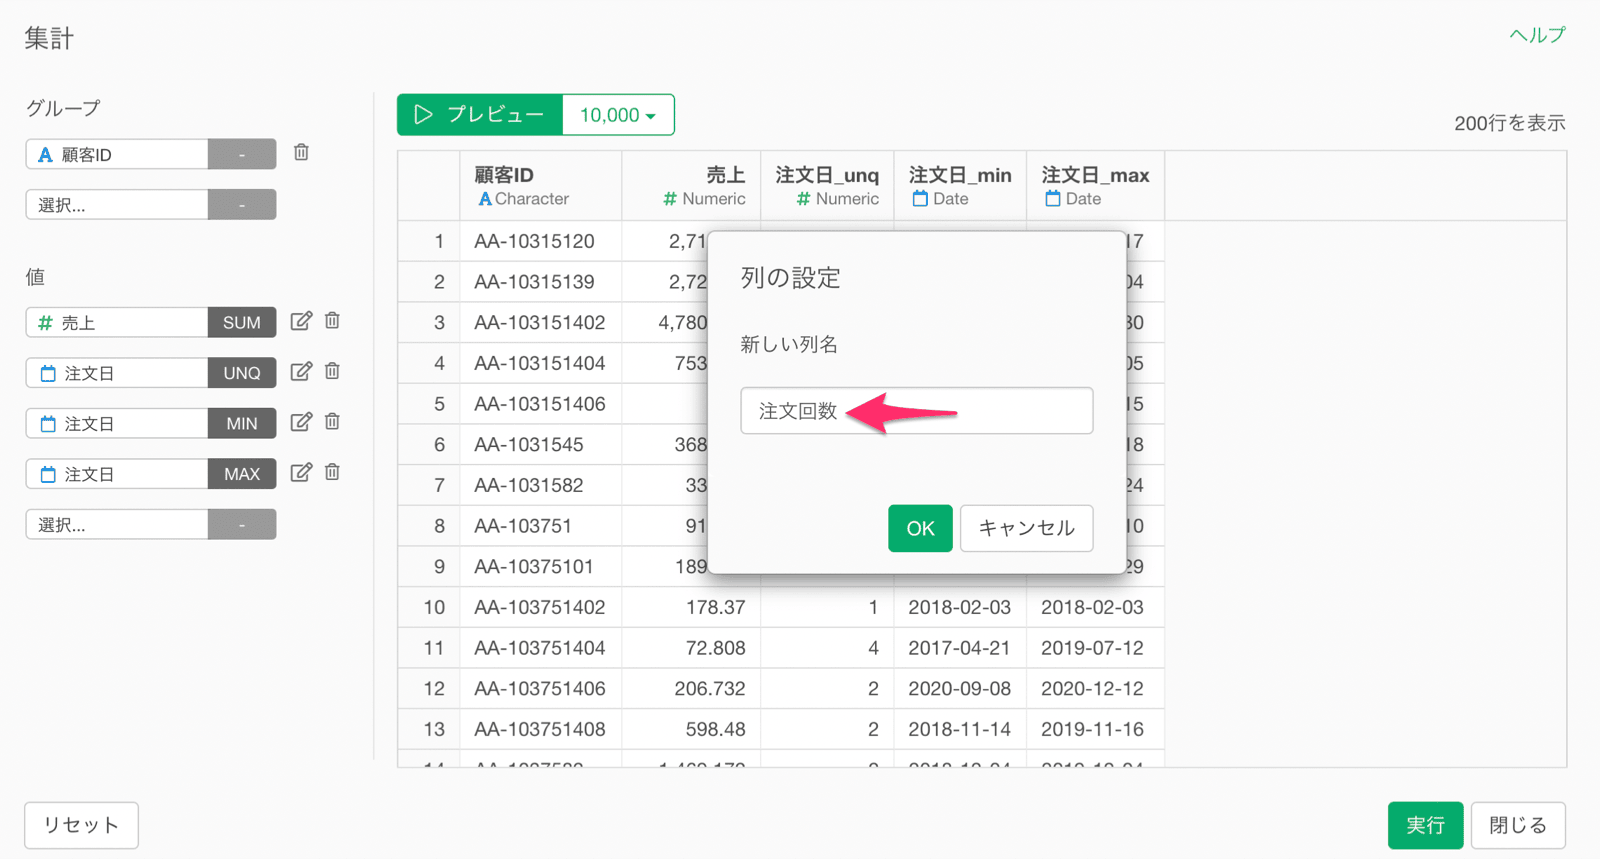 集計
ヘルプ
グループ
顧客ID -
選択... -
値
売上 SUM
注文日 UNQ
注文日 MIN
注文日 MAX
選択... -
プレビュー 10,000
200行を表示
顧客ID 売上 注文日_unq 注文日_min 注文日_max
Character # Numeric # Numeric Date Date
1 AA-10315120 2,71 17
2 AA-10315139 2,72 04
3 AA-103151402 4,780 30
4 AA-103151404 753 05
5 AA-103151406 15
6 AA-1031545 368 18
7 AA-1031582 33 24
8 AA-103751 91 10
9 AA-10375101 189 29
10 AA-103751402 178.37 1 2018-02-03 2018-02-03
11 AA-103751404 72.808 4 2017-04-21 2019-07-12
12 AA-103751406 206.732 2 2020-09-08 2020-12-12
13 AA-103751408 598.48 2 2018-11-14 2019-11-16
列の設定
新しい列名
注文回数
OK キャンセル
リセット
実行 閉じる